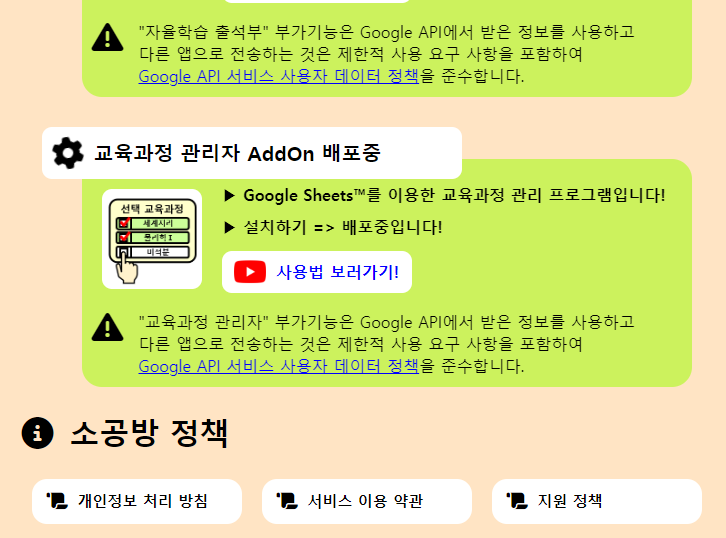 "자율학습 출석부" 부가기능은 Google API에서 받은 정보를 사용하고
다른 앱으로 전송하는 것은 제한적 사용 요구 사항을 포함하여
Google API 서비스 사용자 데이터 정책을 준수합니다.
교육과정 관리자 AddOn 배포중
선택 교육과정
세계지리
물리학 I
미적분
▶ Google Sheets™를 이용한 교육과정 관리 프로그램입니다!
▶ 설치하기 => 배포중입니다!
사용법 보러가기!
"교육과정 관리자" 부가기능은 Google API에서 받은 정보를 사용하고
다른 앱으로 전송하는 것은 제한적 사용 요구 사항을 포함하여
Google API 서비스 사용자 데이터 정책을 준수합니다.
소공방 정책
개인정보 처리 방침
서비스 이용 약관
지원 정책